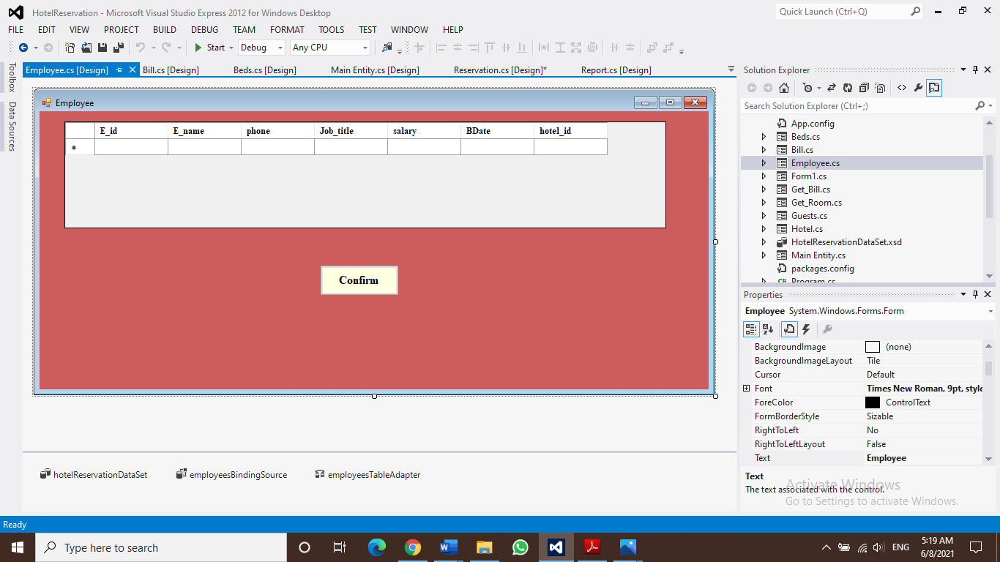 HotelReservation - Microsoft Visual Studio Express 2012 for Windows Desktop
Quick Launch (Ctrl+Q)
FILE EDIT VIEW PROJECT BUILD DEBUG TEAM FORMAT TOOLS TEST WINDOW HELP
Start Debug Any CPU
Toolbox
Data Sources
Employee.cs [Design] Bill.cs [Design] Beds.cs [Design] Main Entity.cs [Design] Reservation.cs [Design]* Report.cs [Design]
Employee
E_id E_name phone Job_title salary BDate hotel_id
Confirm
hotelReservationDataSet employeesBindingSource employeesTableAdapter
Solution Explorer
Search Solution Explorer (Ctrl+;)
App.config
Beds.cs
Bill.cs
Employee.cs
Form1.cs
Get_Bill.cs
Get_Room.cs
Guests.cs
Hotel.cs
HotelReservationDataSet.xsd
Main Entity.cs
packages.config
C# Program.cs
Properties
Employee System.Windows.Forms.Form
BackgroundImage (none)
BackgroundImageLayout Tile
Cursor Default
Font Times New Roman, 9pt, style
ForeColor ControlText
FormBorderStyle Sizable
RightToLeft No
RightToLeftLayout False
Text Employee
Text
The text associated with the control.
Activate Windows
Go to Settings to activate Windows.
Ready
Type here to search
ENG
5:19 AM
6/8/2021